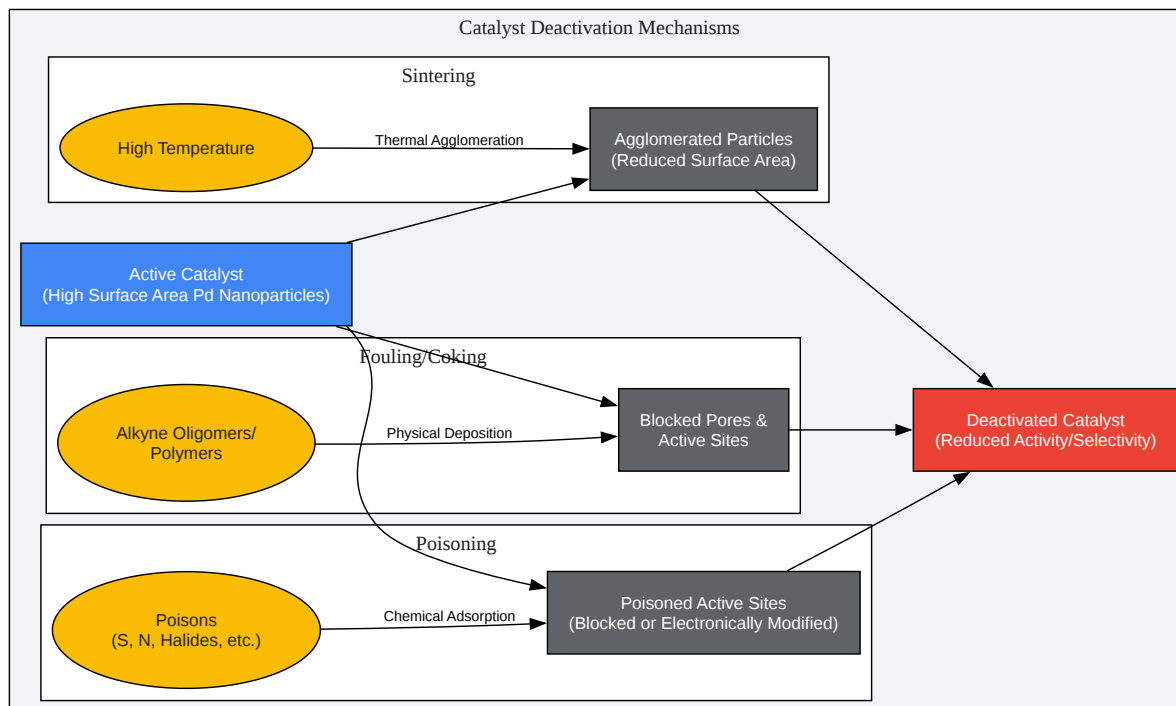 Catalyst Deactivation Mechanisms
Sintering
High Temperature
Thermal Agglomeration
Agglomerated Particles
(Reduced Surface Area)
Active Catalyst
(High Surface Area Pd Nanoparticles)
Fouling/Coking
Alkyne Oligomers/
Polymers
Physical Deposition
Blocked Pores &
Active Sites
Deactivated Catalyst
(Reduced Activity/Selectivity)
Poisoning
Poisons
(S, N, Halides, etc.)
Chemical Adsorption
Poisoned Active Sites
(Blocked or Electronically Modified)